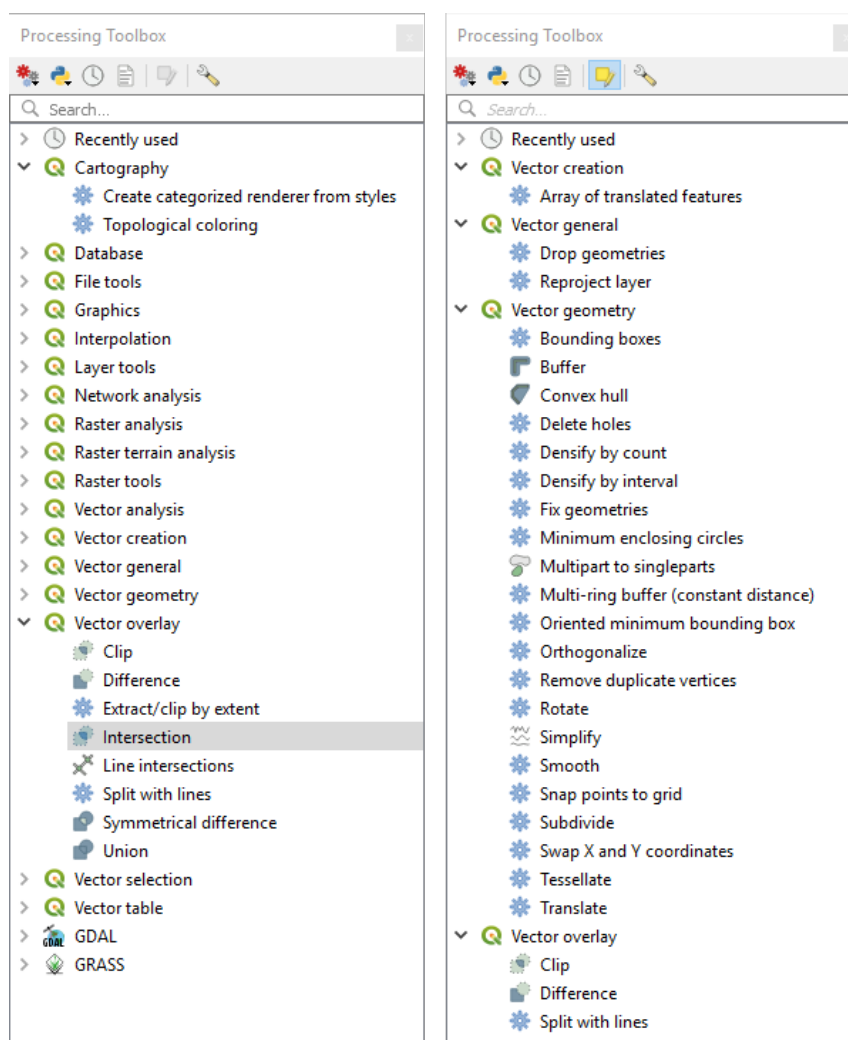 Processing Toolbox
x
Search...
Recently used
Cartography
Create categorized renderer from styles
Topological coloring
Database
File tools
Graphics
Interpolation
Layer tools
Network analysis
Raster analysis
Raster terrain analysis
Raster tools
Vector analysis
Vector creation
Vector general
Vector geometry
Vector overlay
Clip
Difference
Extract/clip by extent
Intersection
Line intersections
Split with lines
Symmetrical difference
Union
Vector selection
Vector table
GDAL GDAL
GRASS
Processing Toolbox
Search...
Recently used
Vector creation
Array of translated features
Vector general
Drop geometries
Reproject layer
Vector geometry
Bounding boxes
Buffer
Convex hull
Delete holes
Densify by count
Densify by interval
Fix geometries
Minimum enclosing circles
Multipart to singleparts
Multi-ring buffer (constant distance)
Oriented minimum bounding box
Orthogonalize
Remove duplicate vertices
Rotate
Simplify
Smooth
Snap points to grid
Subdivide
Swap X and Y coordinates
Tessellate
Translate
Vector overlay
Clip
Difference
Split with lines